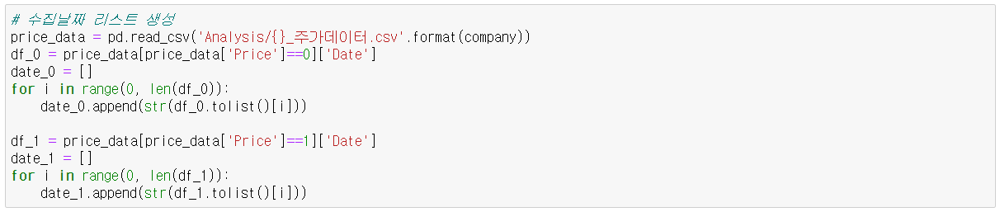 # 수집날짜 리스트 생성
price_data = pd.read_csv('Analysis/{}_주가데이터.csv'.format(company))
df_0 = price_data[price_data['Price']==0]['Date']
date_0 = []
for i in range(0, len(df_0)):
    date_0.append(str(df_0.tolist()[i]))

df_1 = price_data[price_data['Price']==1]['Date']
date_1 = []
for i in range(0, len(df_1)):
    date_1.append(str(df_1.tolist()[i]))